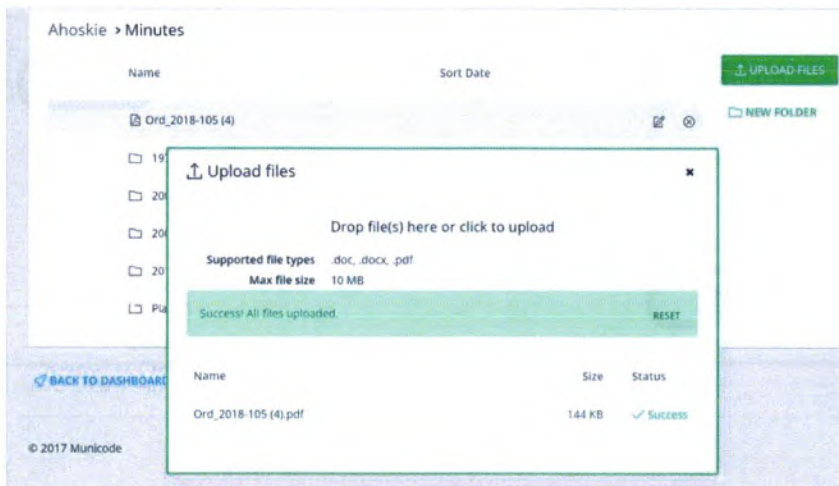 Ahoskie > Minutes
Name Sort Date
UPLOAD FILES
Ord_2018-105 (4)
NEW FOLDER
Upload files
Drop file(s) here or click to upload
Supported file types .doc, .docx, .pdf
Max file size 10 MB
Success! All files uploaded. RESET
BACK TO DASHBOARD
Name Size Status
Ord_2018-105 (4).pdf 144 KB Success
© 2017 Municode